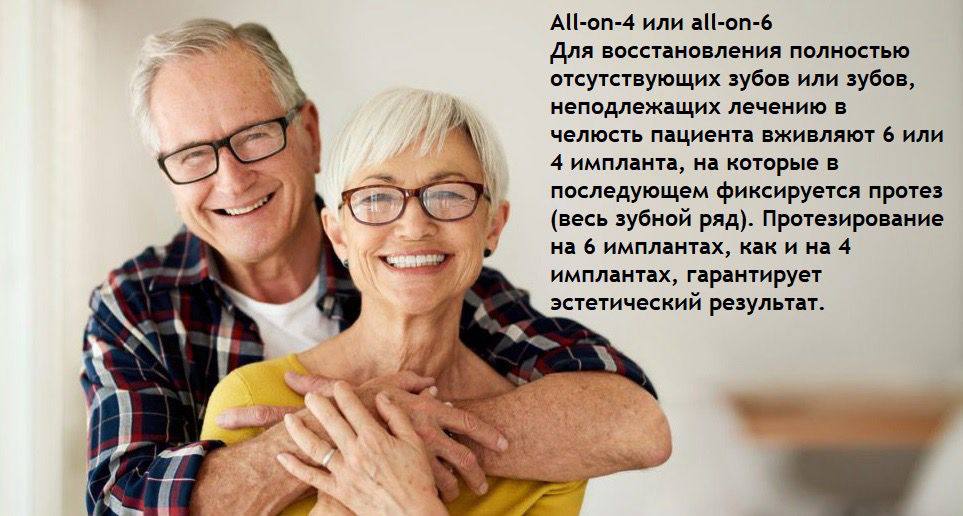 All-on-4 или all-on-6
Для восстановления полностью
отсутствующих зубов или зубов,
неподлежащих лечению в
челюсть пациента вживляют 6 или
4 импланта, на которые в
последующем фиксируется протез
(весь зубной ряд). Протезирование
на 6 имплантах, как и на 4
имплантах, гарантирует
эстетический результат.